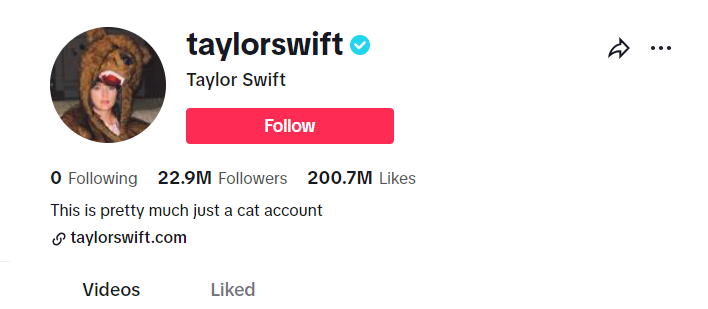 taylorswift
Taylor Swift
Follow
0 Following 22.9M Followers 200.7M Likes
This is pretty much just a cat account
taylorswift.com
Videos Liked